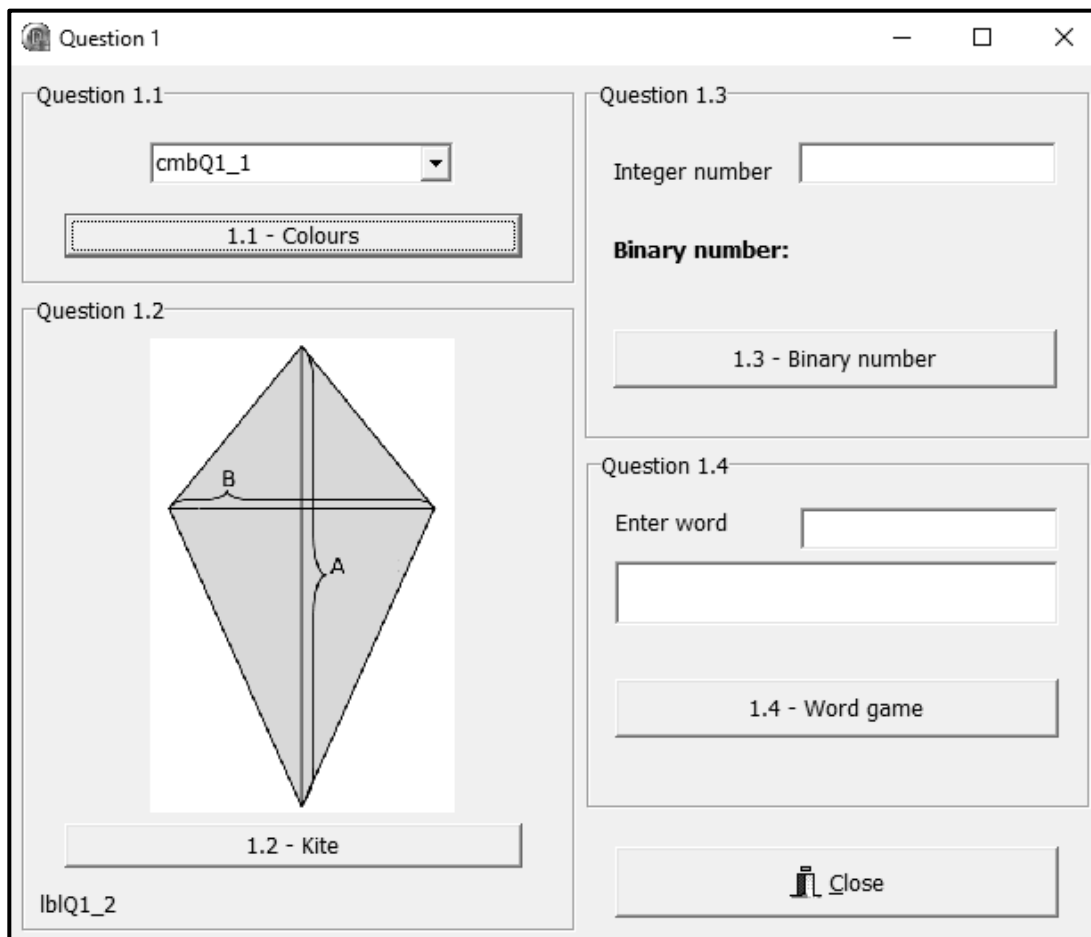 Question 1
Question 1.1
cmbQ1_1
1.1 - Colours
Question 1.2
B
A
1.2 - Kite
lblQ1_2
Question 1.3
Integer number
Binary number:
1.3 - Binary number
Question 1.4
Enter word
1.4 - Word game
Close